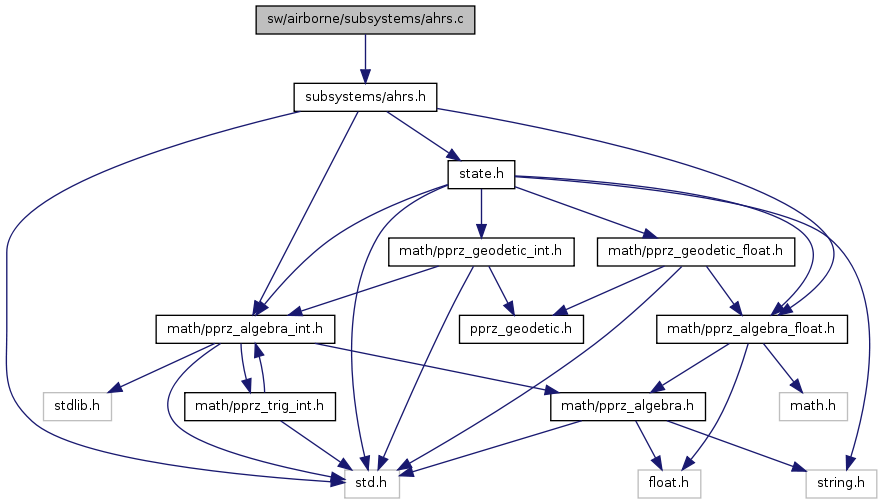 sw/airborne/subsystems/ahrs.c
subsystems/ahrs.h
state.h
math/pprz_geodetic_int.h
math/pprz_geodetic_float.h
math/pprz_algebra_int.h
pprz_geodetic.h
math/pprz_algebra_float.h
stdlib.h
math/pprz_trig_int.h
math/pprz_algebra.h
math.h
std.h
float.h
string.h